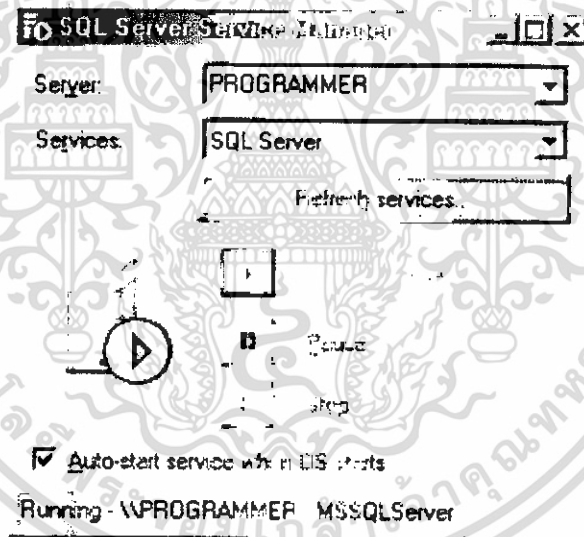 SQL Server Service Manager
Server: PROGRAMMER
Services: SQL Server
Refresh services..
Pause
Stop
Auto-start service when OS starts
Running - \\PROGRAMMER MSSQLServer